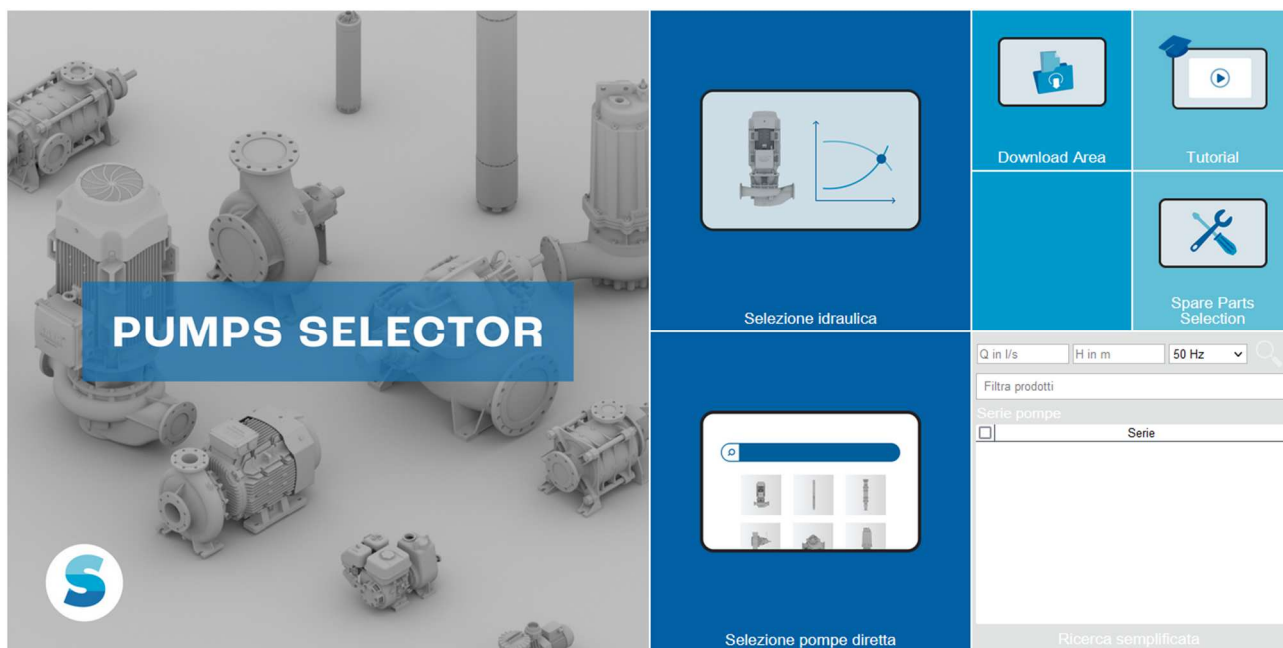 PUMPS SELECTOR
Selezione idraulica
Download Area
Tutorial
Spare Parts
Selection
Q in l/s
H in m
50 Hz
Filtra prodotti
Serie pompe
Serie
Selezione pompe diretta
Ricerca semplificata